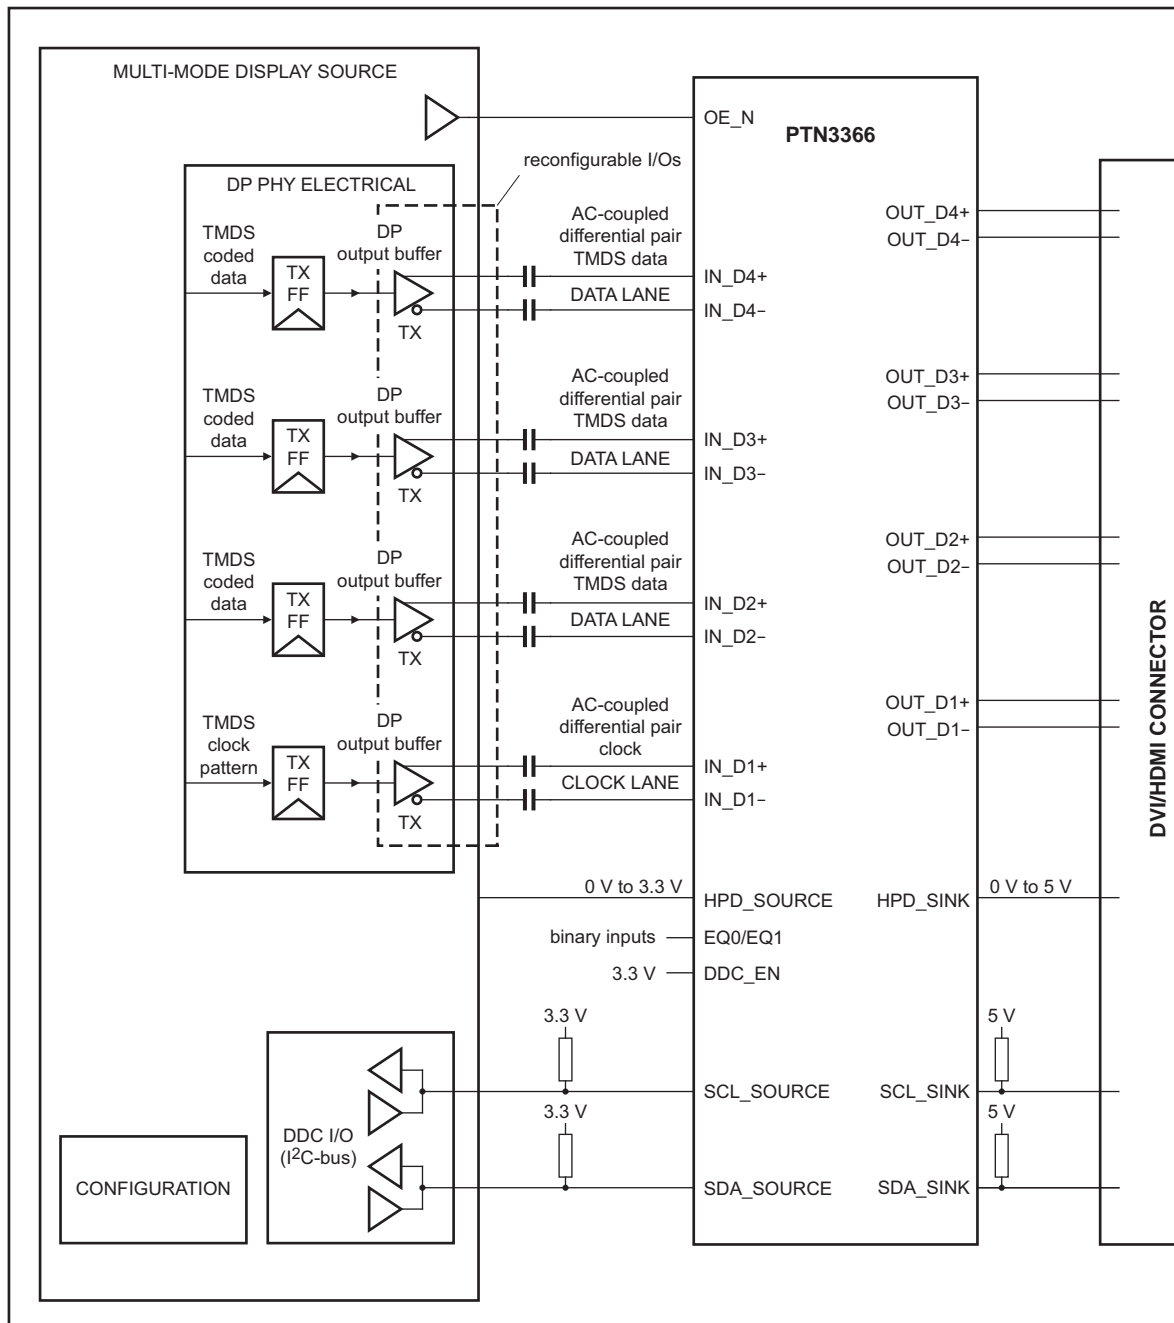 MULTI-MODE DISPLAY SOURCE
OE_N
PTN3366
reconfigurable I/Os
DP PHY ELECTRICAL
TMDS
coded
data
TX
FF
DP
output buffer
TX
AC-coupled
differential pair
TMDS data
DATA LANE
IN_D4+
IN_D4−
OUT_D4+
OUT_D4−
TMDS
coded
data
TX
FF
DP
output buffer
TX
AC-coupled
differential pair
TMDS data
DATA LANE
IN_D3+
IN_D3−
OUT_D3+
OUT_D3−
TMDS
coded
data
TX
FF
DP
output buffer
TX
AC-coupled
differential pair
TMDS data
DATA LANE
IN_D2+
IN_D2−
OUT_D2+
OUT_D2−
TMDS
clock
pattern
TX
FF
DP
output buffer
TX
AC-coupled
differential pair
clock
CLOCK LANE
IN_D1+
IN_D1−
OUT_D1+
OUT_D1−
DVI/HDMI CONNECTOR
0 V to 3.3 V
HPD_SOURCE
HPD_SINK
0 V to 5 V
binary inputs
EQ0/EQ1
3.3 V
DDC_EN
3.3 V
5 V
SCL_SOURCE
SCL_SINK
3.3 V
5 V
DDC I/O
(I²C-bus)
SDA_SOURCE
SDA_SINK
CONFIGURATION